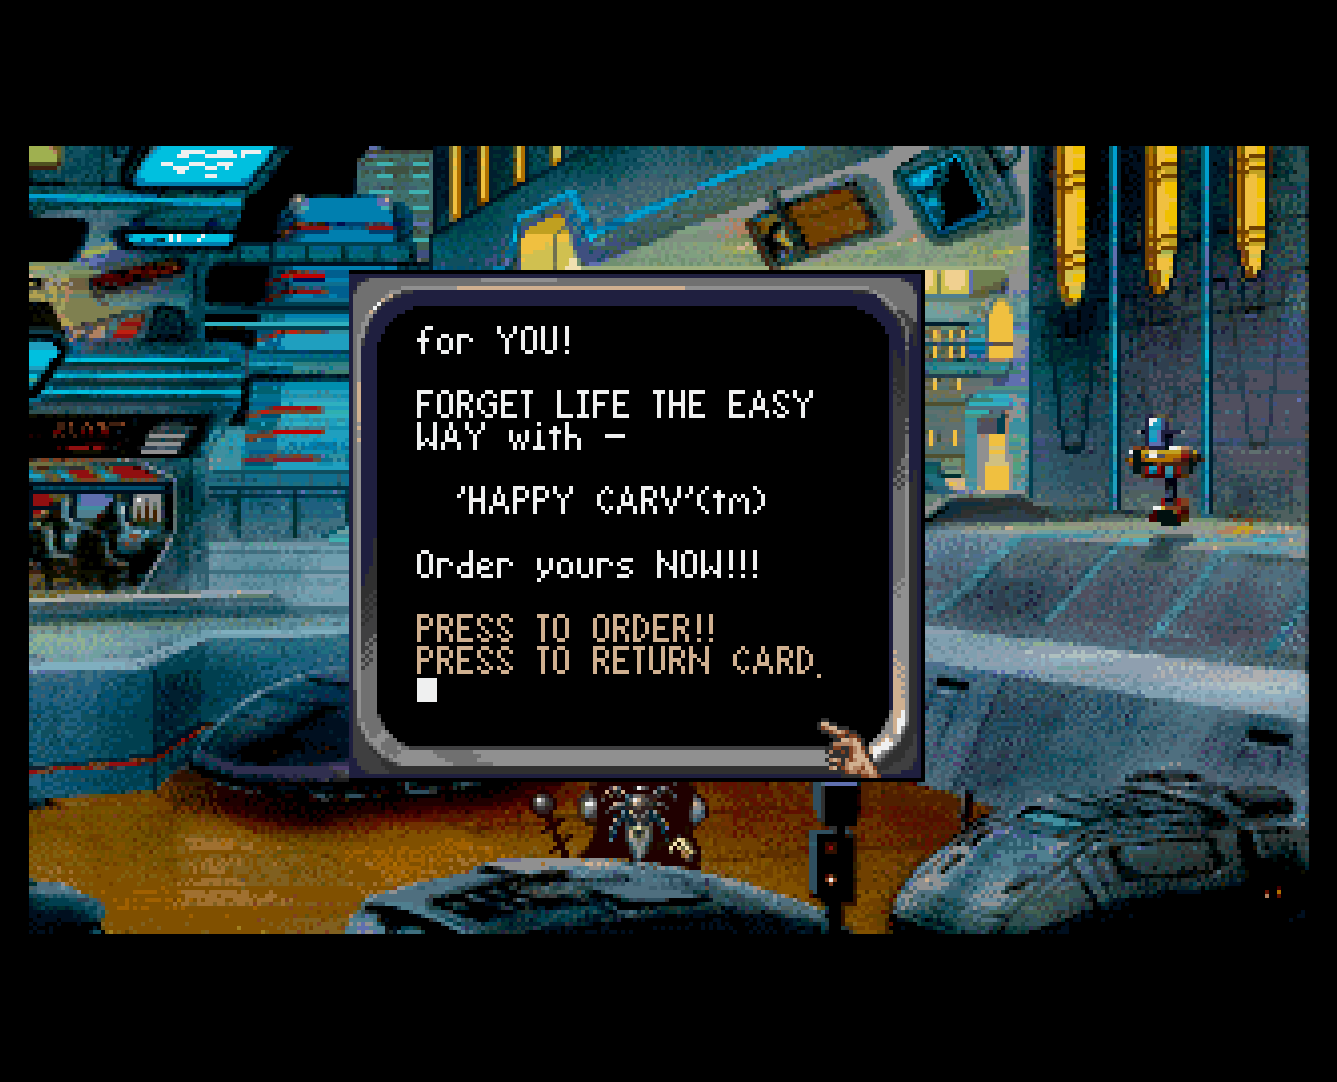 for YOU!
FORGET LIFE THE EASY
WAY with -
'HAPPY CARV'(tm)
Order yours NOW!!!
PRESS TO ORDER!!
PRESS TO RETURN CARD.